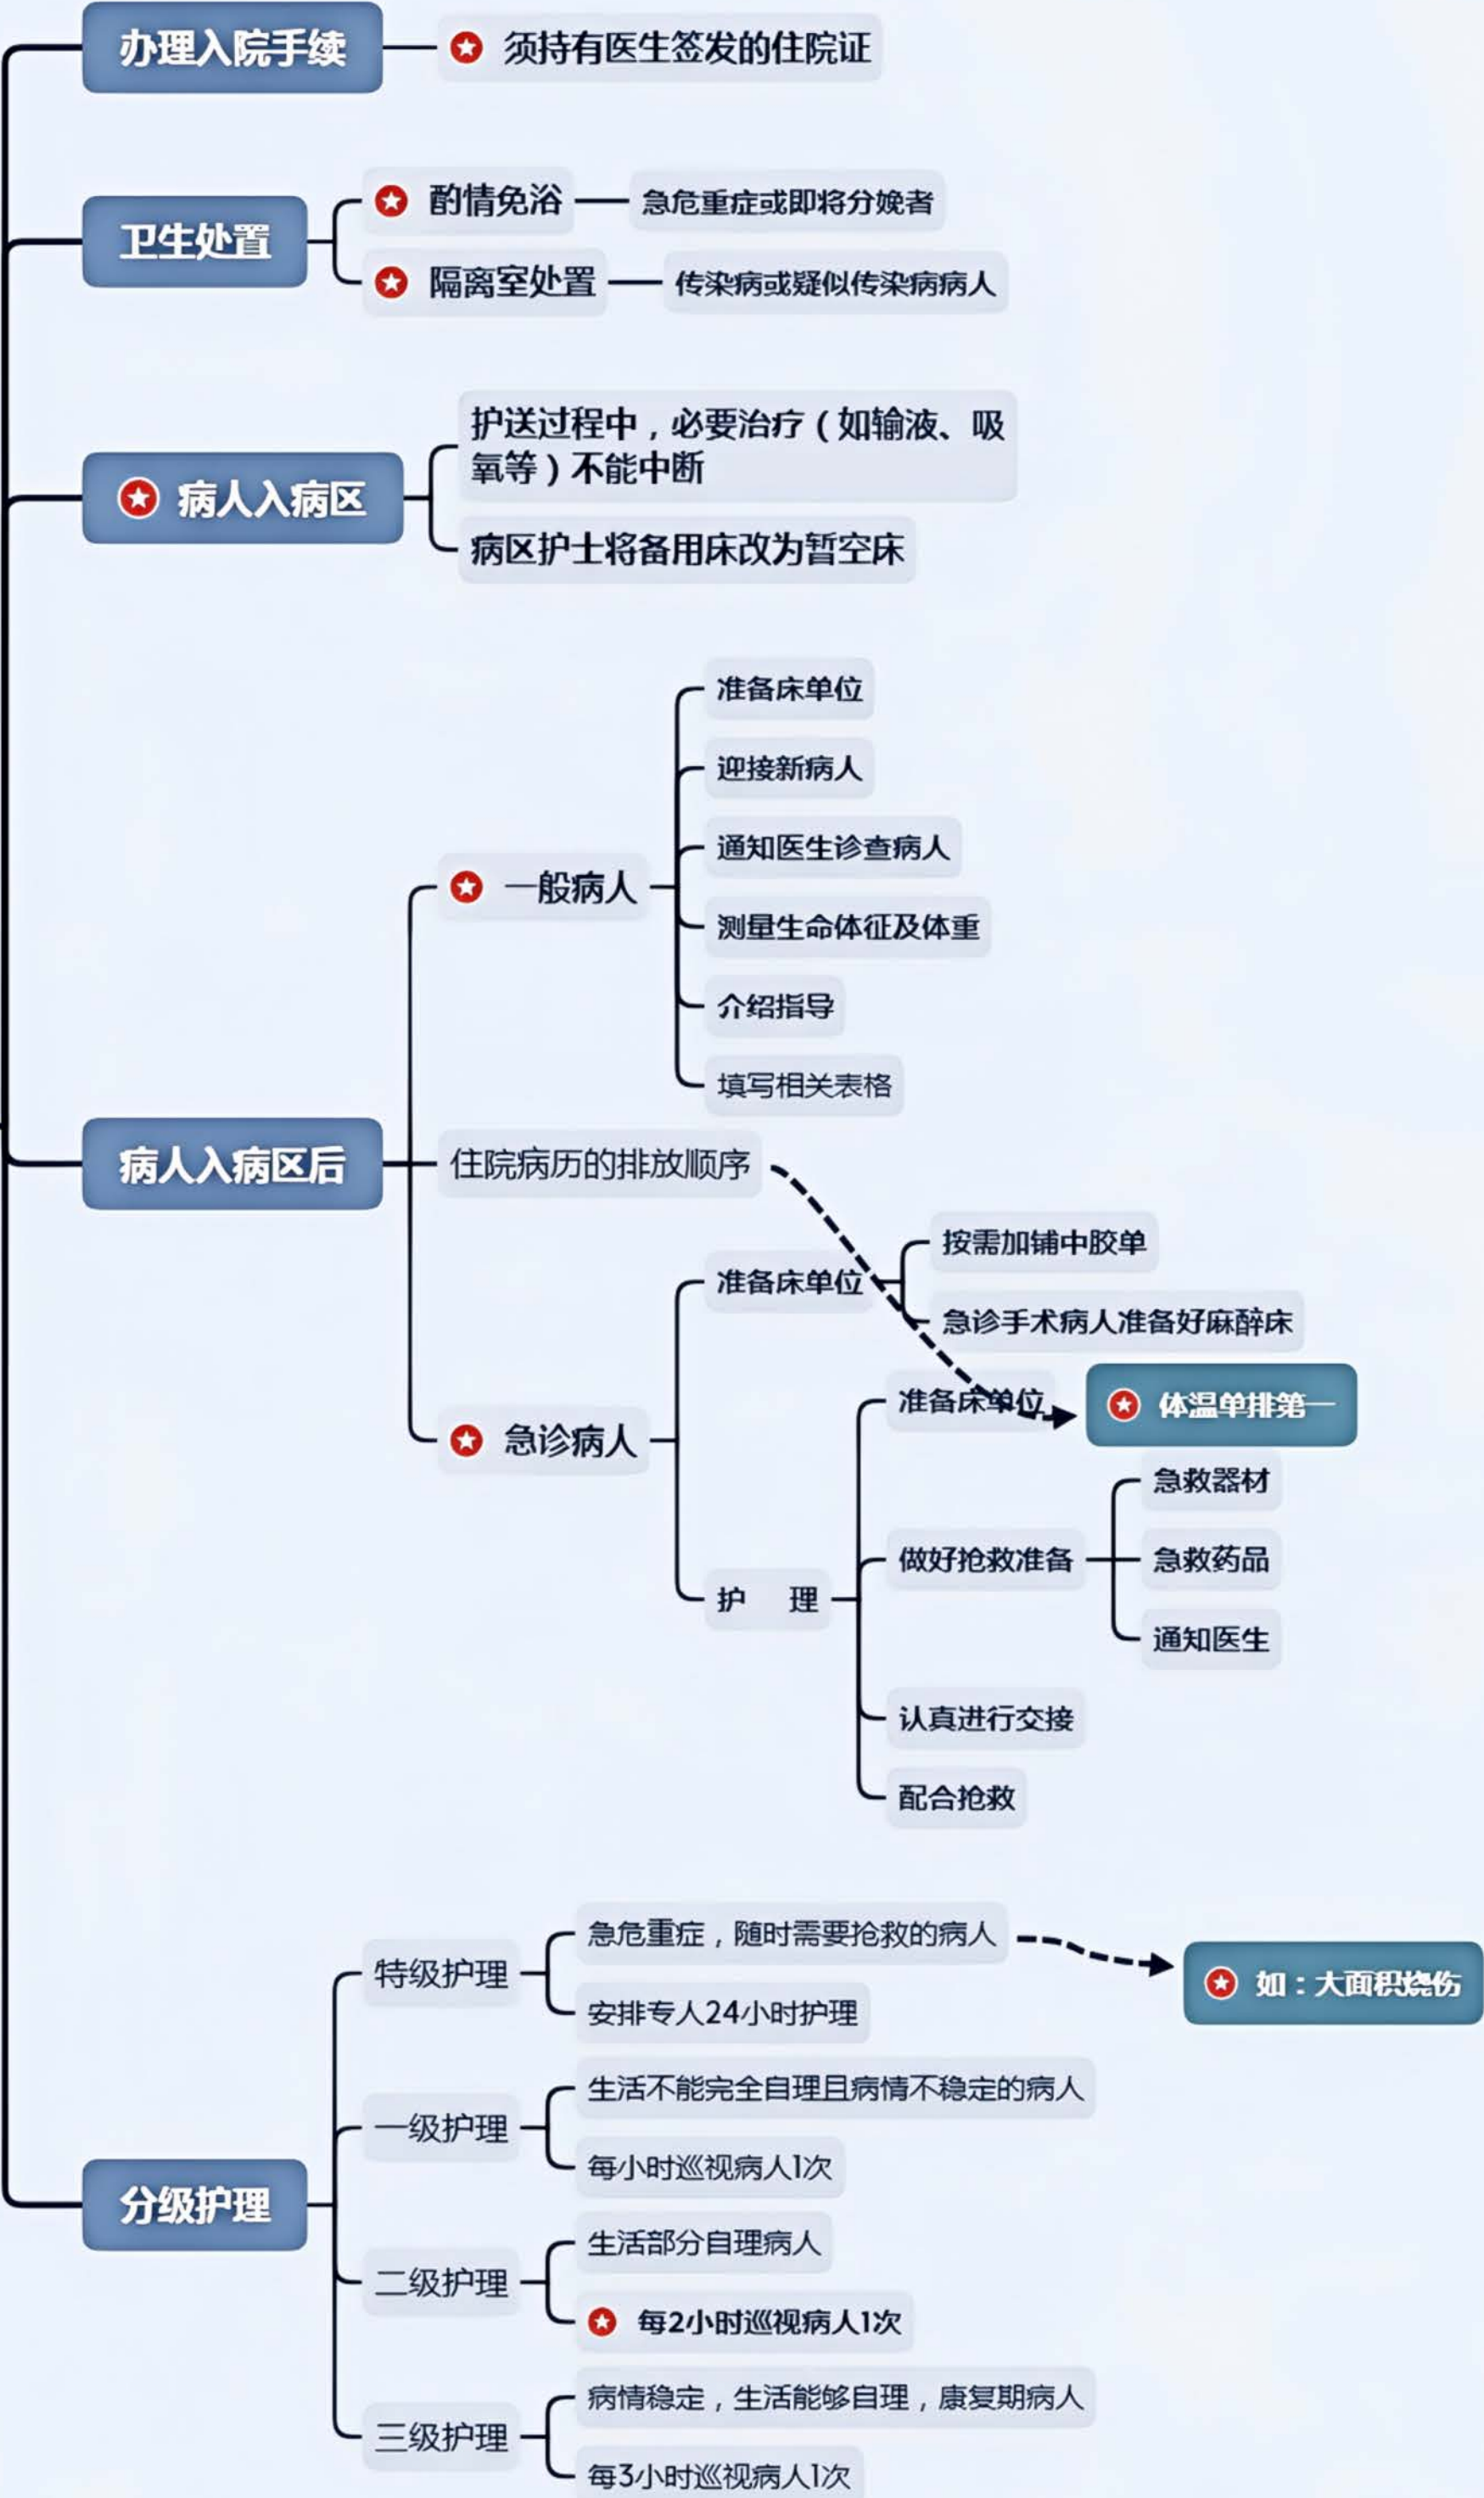 办理入院手续
须持有医生签发的住院证
卫生处置
酌情免浴
急危重症或即将分娩者
隔离室处置
传染病或疑似传染病病人
病人入病区
护送过程中，必要治疗（如输液、吸
氧等）不能中断
病区护士将备用床改为暂空床
病人入病区后
一般病人
准备床单位
迎接新病人
通知医生诊查病人
测量生命体征及体重
介绍指导
填写相关表格
住院病历的排放顺序
体温单排第一
急诊病人
准备床单位
按需加铺中胶单
急诊手术病人准备好麻醉床
护 理
准备床单位
做好抢救准备
急救器材
急救药品
通知医生
认真进行交接
配合抢救
分级护理
特级护理
急危重症，随时需要抢救的病人
如：大面积烧伤
安排专人24小时护理
一级护理
生活不能完全自理且病情不稳定的病人
每小时巡视病人1次
二级护理
生活部分自理病人
每2小时巡视病人1次
三级护理
病情稳定，生活能够自理，康复期病人
每3小时巡视病人1次